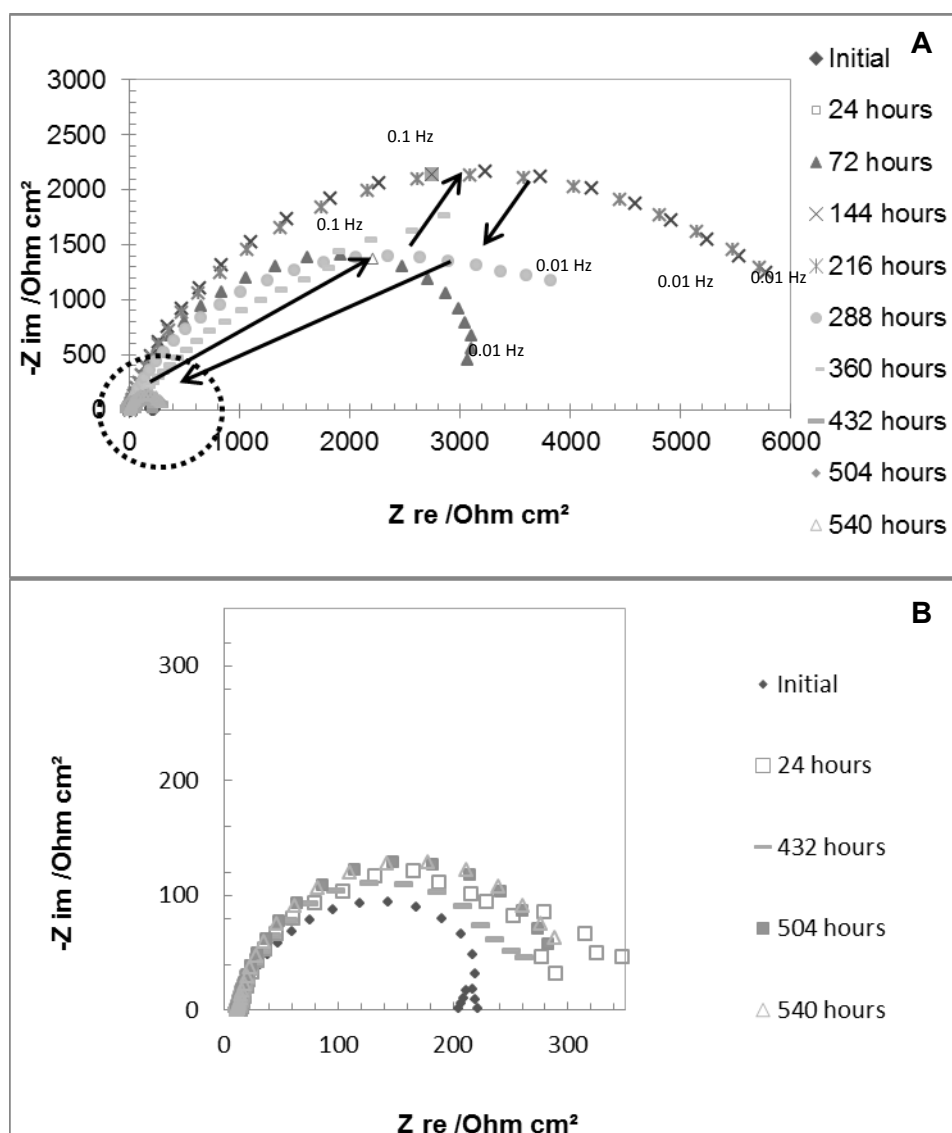 A
-Z im /Ohm cm²
3000
2500
2000
1500
1000
500
0
0 1000 2000 3000 4000 5000 6000
Z re /Ohm cm²
0.1 Hz
0.1 Hz
0.01 Hz
0.01 Hz
0.01 Hz
0.01 Hz
Initial
24 hours
72 hours
144 hours
216 hours
288 hours
360 hours
432 hours
504 hours
540 hours
B
-Z im /Ohm cm²
300
200
100
0
0 100 200 300
Z re /Ohm cm²
Initial
24 hours
432 hours
504 hours
540 hours